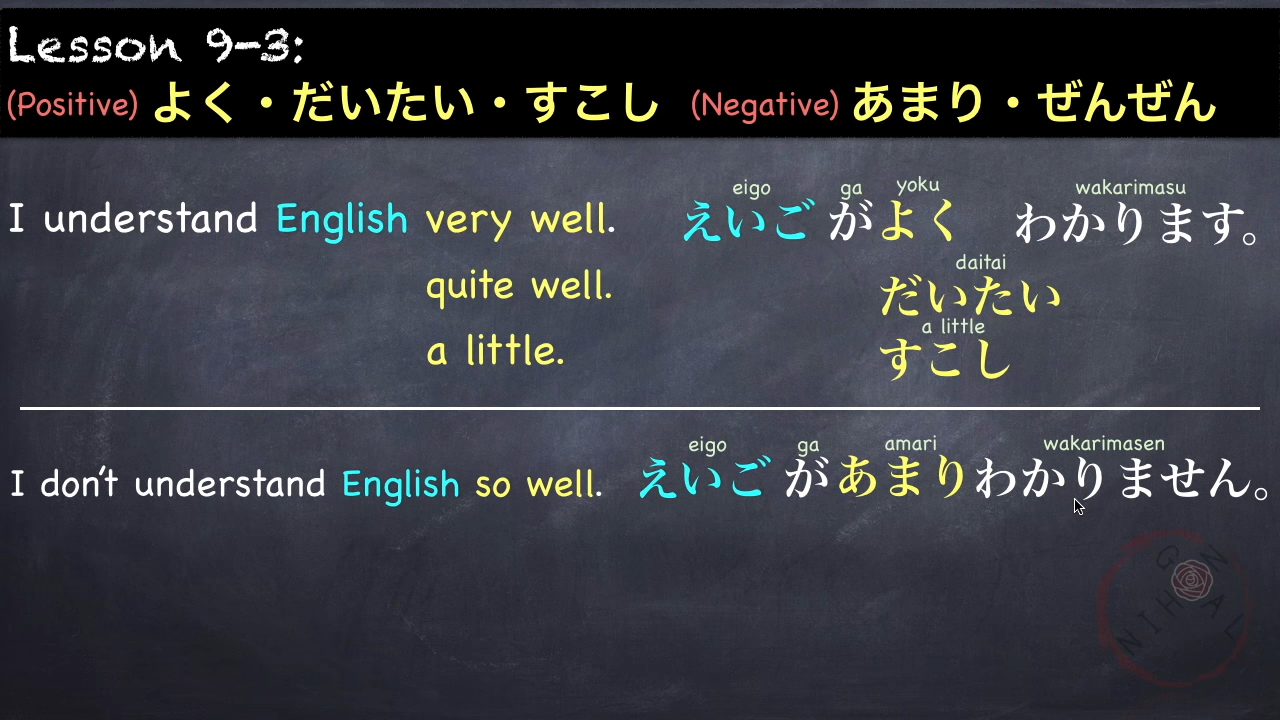 Lesson 9-3:
(Positive) よく・だいたい・すこし (Negative) あまり・ぜんぜん
eigo ga yoku wakarimasu
I understand English very well. えいご が よく わかります。
daitai
quite well. だいたい
a little
a little. すこし
eigo ga amari wakarimasen
I don't understand English so well. えいご が あまり わかりません。
NIHONGOAL